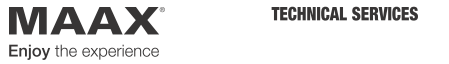 MAAX®
TECHNICAL SERVICES
Enjoy the experience